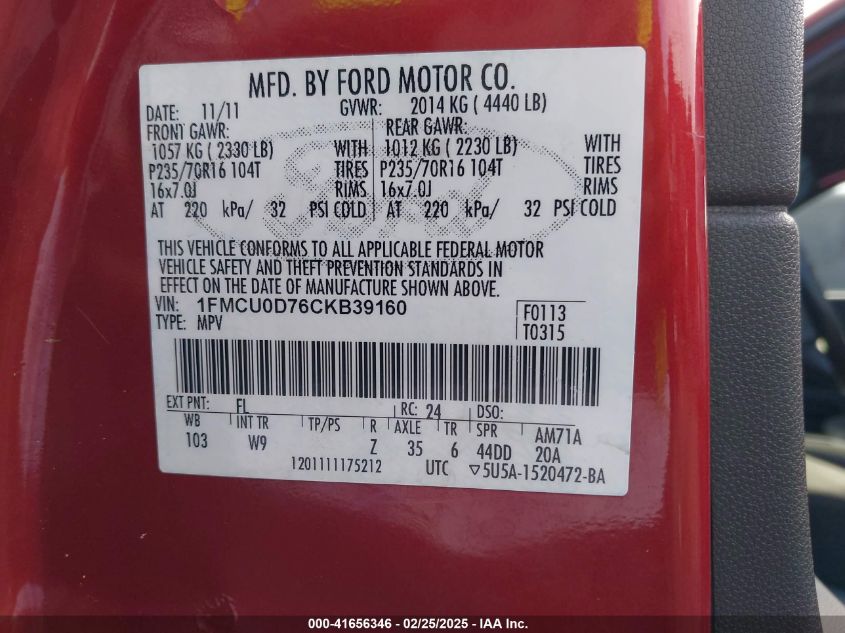 MFD. BY FORD MOTOR CO.
DATE: 11/11 GVWR: 2014 KG ( 4440 LB)
FRONT GAWR: REAR GAWR:
1057 KG ( 2330 LB) WITH 1012 KG ( 2230 LB) WITH
P235/70R16 104T TIRES P235/70R16 104T TIRES
16x7.0J RIMS 16x7.0J RIMS
AT 220 kPa/ 32 PSI COLD AT 220 kPa/ 32 PSI COLD
THIS VEHICLE CONFORMS TO ALL APPLICABLE FEDERAL MOTOR
VEHICLE SAFETY AND THEFT PREVENTION STANDARDS IN
EFFECT ON THE DATE OF MANUFACTURE SHOWN ABOVE.
VIN: 1FMCU0D76CKB39160 F0113
TYPE: MPV T0315
EXT PNT: FL RC: 24 DSO:
WB INT TR TP/PS R AXLE TR SPR AM71A
103 W9 Z 35 6 44DD 20A
1201111175212 UTC ▽5U5A-1520472-BA
000-41656346 - 02/25/2025 - IAA Inc.